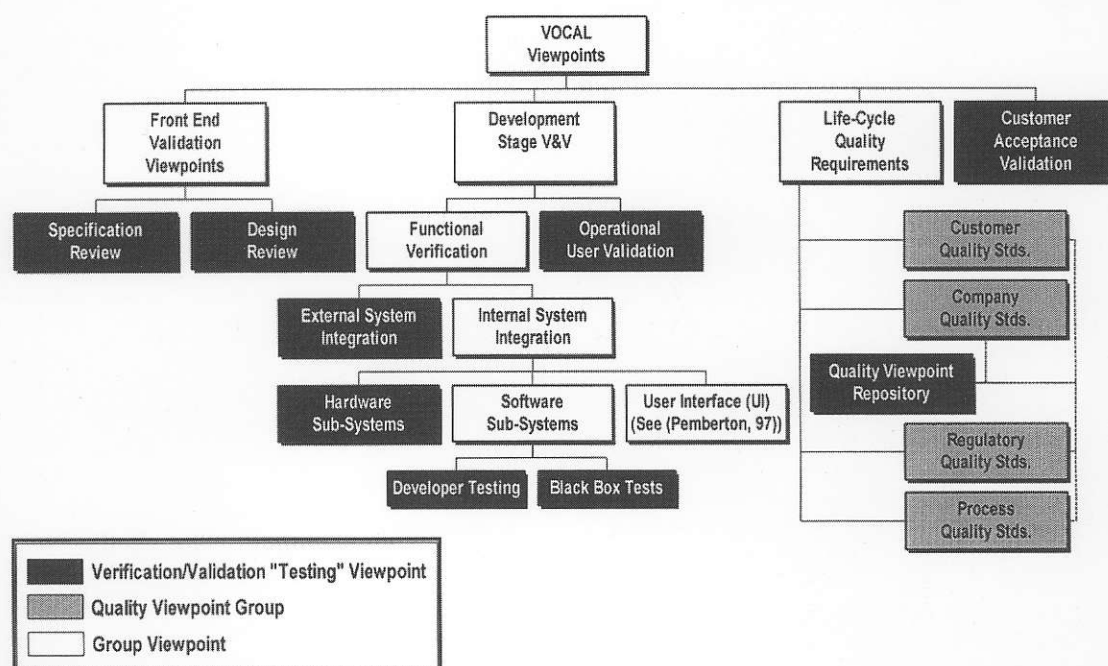 VOCAL
Viewpoints
Front End
Validation
Viewpoints
Development
Stage V&V
Life-Cycle
Quality
Requirements
Customer
Acceptance
Validation
Specification
Review
Design
Review
Functional
Verification
Operational
User Validation
Customer
Quality Stds.
External System
Integration
Internal System
Integration
Company
Quality Stds.
Quality Viewpoint
Repository
Hardware
Sub-Systems
Software
Sub-Systems
User Interface (UI)
(See (Pemberton, 97))
Regulatory
Quality Stds.
Developer Testing
Black Box Tests
Process
Quality Stds.
Verification/Validation "Testing" Viewpoint
Quality Viewpoint Group
Group Viewpoint